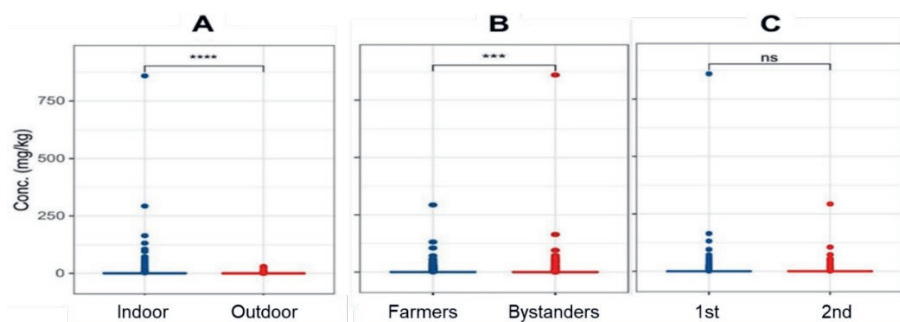 A
B
C
****
***
ns
Conc. (mg/kg)
750
500
250
0
Indoor
Outdoor
Farmers
Bystanders
1st
2nd